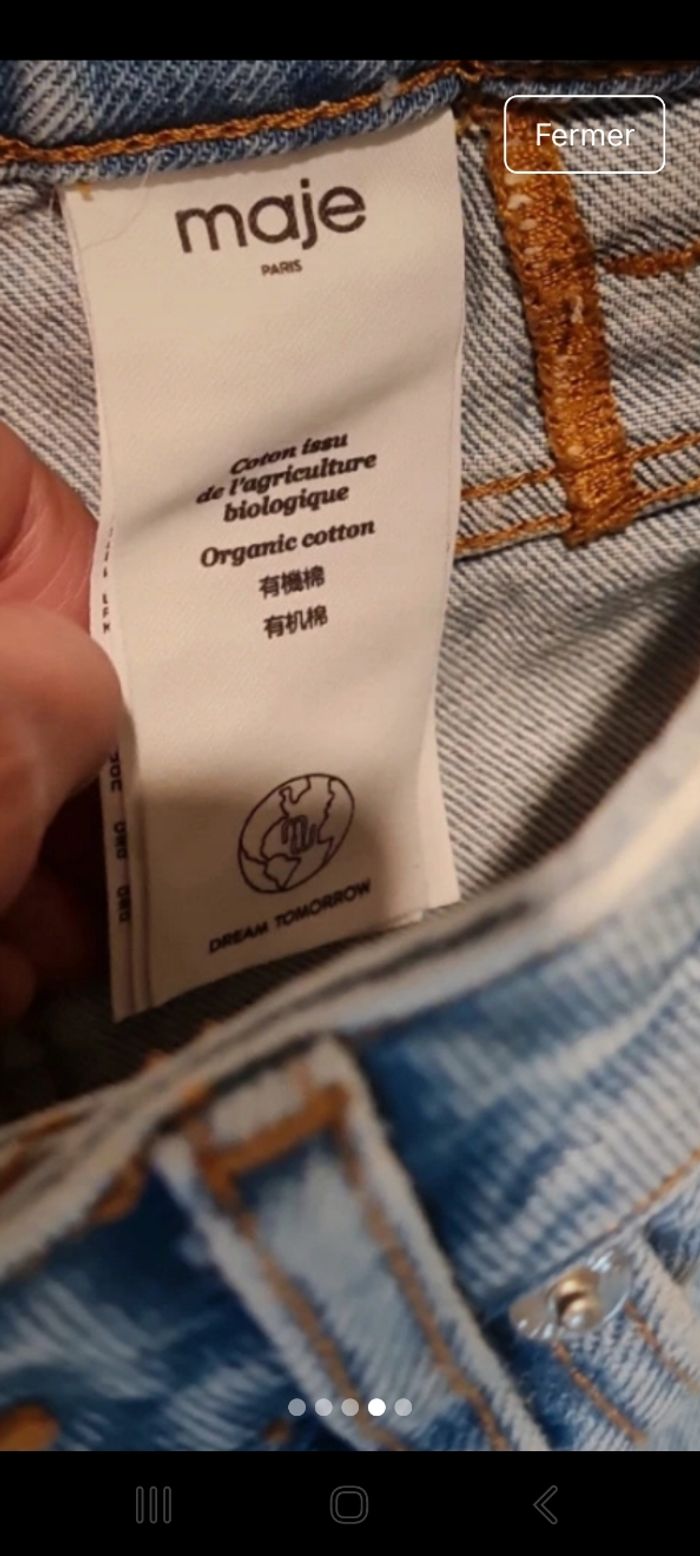 Fermer
maje
PARIS
Coton issu
de l'agriculture
biologique
Organic cotton
有機棉
有机棉
DREAM TOMORROW